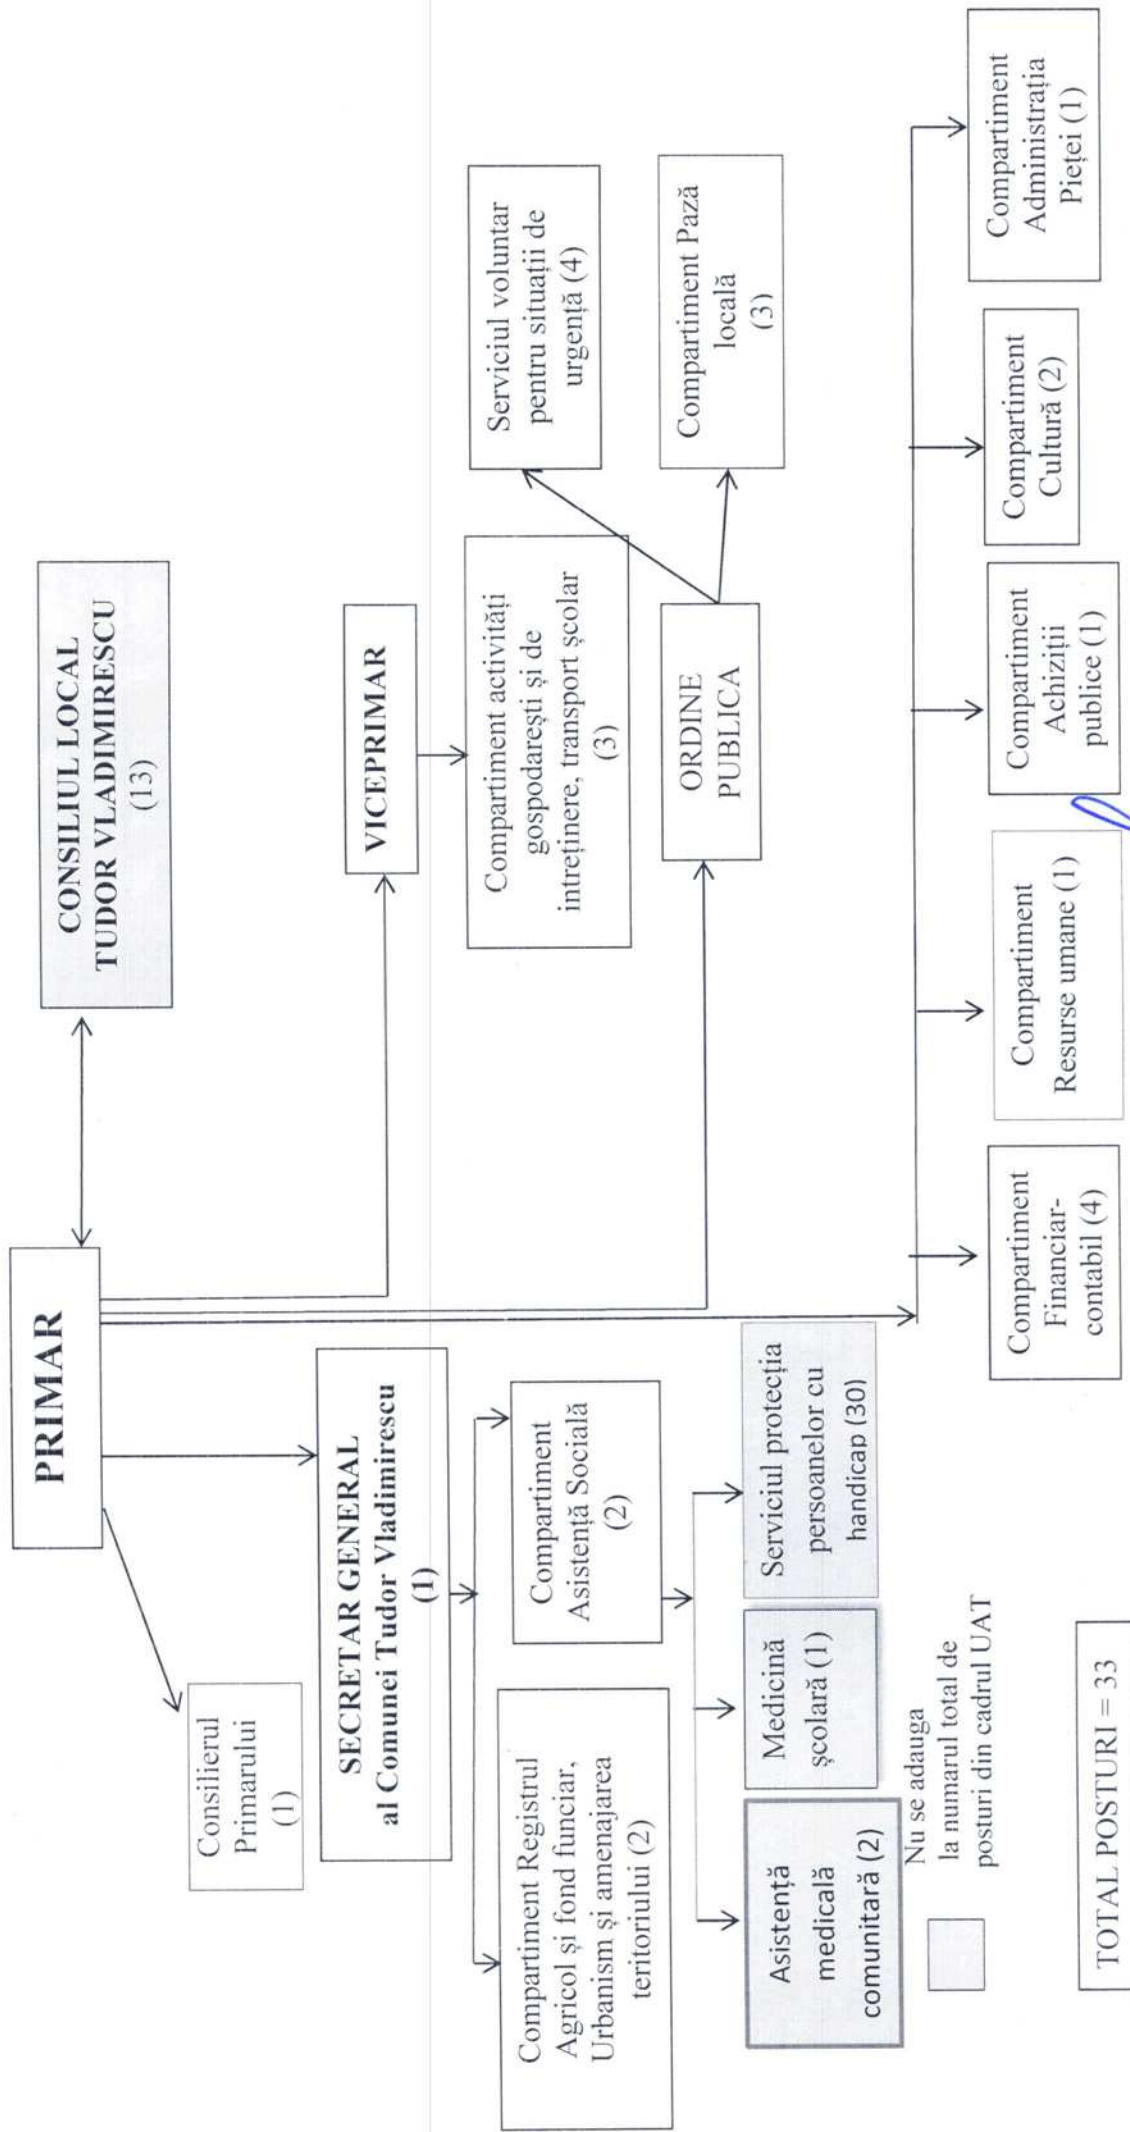 PRIMAR
CONSILIUL LOCAL
TUDOR VLADIMIRESCU
(13)
Consilierul
Primarului
(1)
SECRETAR GENERAL
al Comunei Tudor Vladimirescu
(1)
VICEPRIMAR
Compartiment Registrul
Agricol și fond funciar,
Urbanism și amenajarea
teritoriului (2)
Compartiment
Asistență Socială
(2)
Compartiment activități
gospodarești și de
intreținere, transport școlar
(3)
Serviciul voluntar
pentru situații de
urgență (4)
ORDINE
PUBLICA
Compartiment Pază
locală
(3)
Asistență
medicală
comunitară (2)
Medicină
școlară (1)
Serviciul protecția
persoanelor cu
handicap (30)
Nu se adauga
la numarul total de
posturi din cadrul UAT
Compartiment
Financiar-
contabil (4)
Compartiment
Resurse umane (1)
Compartiment
Achiziții
publice (1)
Compartiment
Cultură (2)
Compartiment
Administrația
Pieței (1)
TOTAL POSTURI = 33